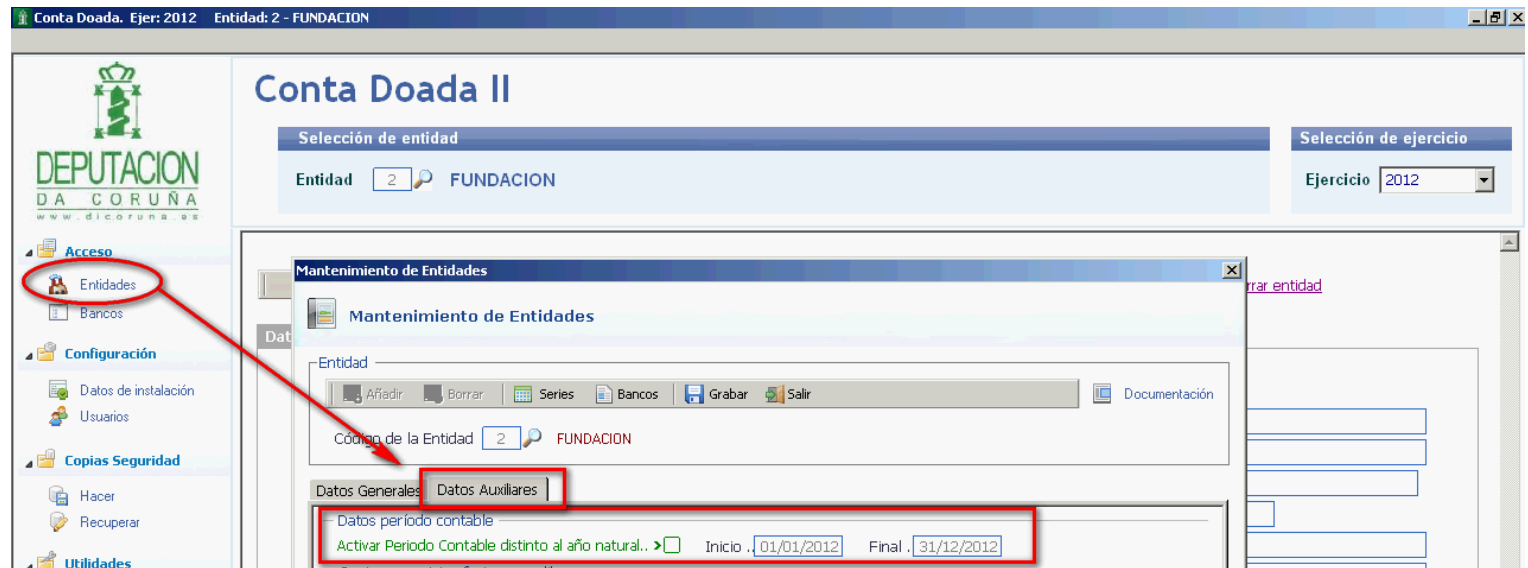 Conta Doada. Ejer: 2012 Entidad: 2 - FUNDACION
DEPUTACION
DA CORUÑA
www.dicoruna.es
Conta Doada II
Selección de entidad
Entidad 2 FUNDACION
Selección de ejercicio
Ejercicio 2012
Acceso
Entidades
Bancos
Configuración
Datos de instalación
Usuarios
Copias Seguridad
Hacer
Recuperar
Utilidades
rrar entidad
Dat
Mantenimiento de Entidades
Mantenimiento de Entidades
Entidad
Añadir Borrar Series Bancos Grabar Salir Documentación
Código de la Entidad 2 FUNDACION
Datos Generales Datos Auxiliares
Datos período contable
Activar Periodo Contable distinto al año natural.. > Inicio .. 01/01/2012 Final . 31/12/2012